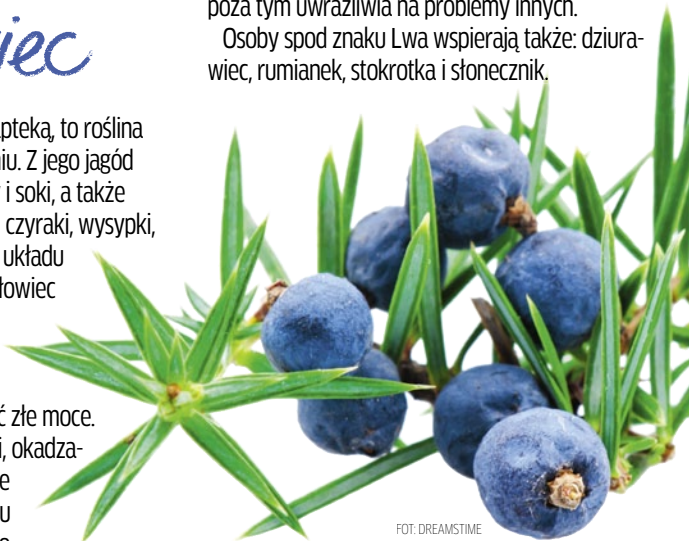 iec
pteką, to roślina
iu. Z jego jagód
i soki, a także
czyraki, wysypki,
układu
łowiec
ć złe moce.
i, okadza-
e
u
poza tym uwrażliwia na problemy innych.
Osoby spod znaku Lwa wspierają także: dziura-
wiec, rumianek, stokrotka i słonecznik.
FOT: DREAMSTIME